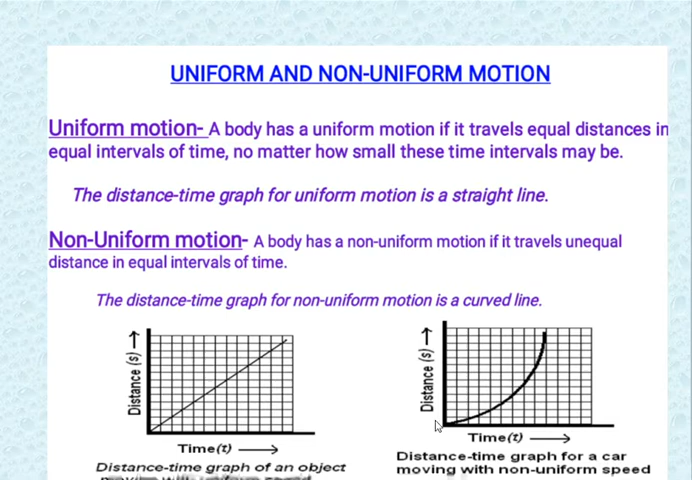 UNIFORM AND NON-UNIFORM MOTION
Uniform motion- A body has a uniform motion if it travels equal distances in
equal intervals of time, no matter how small these time intervals may be.
The distance-time graph for uniform motion is a straight line.
Non-Uniform motion- A body has a non-uniform motion if it travels unequal
distance in equal intervals of time.
The distance-time graph for non-uniform motion is a curved line.
Distance (s)
Time(t)
Distance-time graph of an object
moving with uniform speed
Distance (s)
Time(t)
Distance-time graph for a car
moving with non-uniform speed